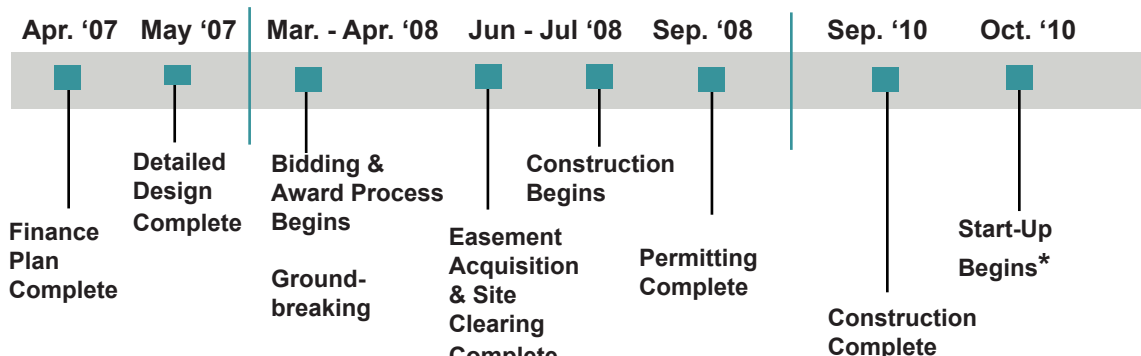 Apr. ‘07 May ‘07 Mar. - Apr. ‘08 Jun - Jul ‘08 Sep. ‘08 Sep. ‘10 Oct. ‘10
Finance
Plan
Complete
Detailed
Design
Complete
Bidding &
Award Process
Begins
Ground-
breaking
Easement
Acquisition
& Site
Clearing
Complete
Construction
Begins
Permitting
Complete
Construction
Complete
Start-Up
Begins*